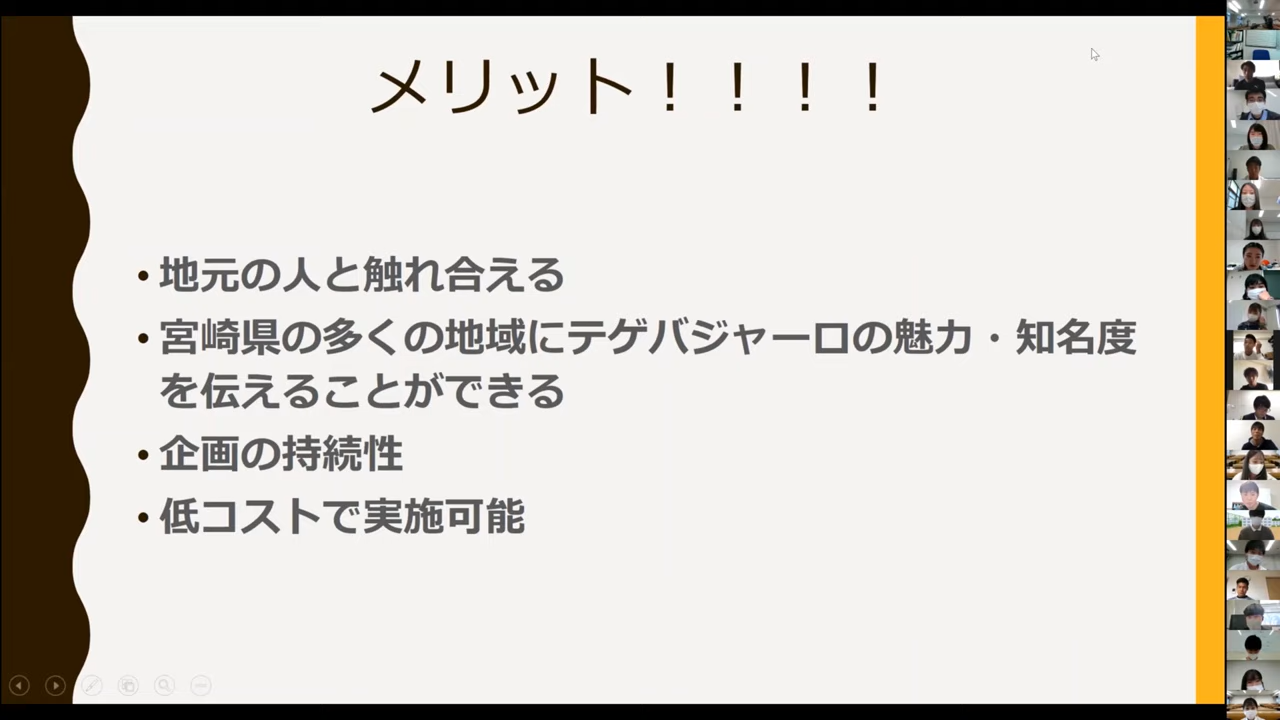 メリット！！！！
• 地元の人と触れ合える
• 宮崎県の多くの地域にテゲバジャーロの魅力・知名度
を伝えることができる
• 企画の持続性
• 低コストで実施可能